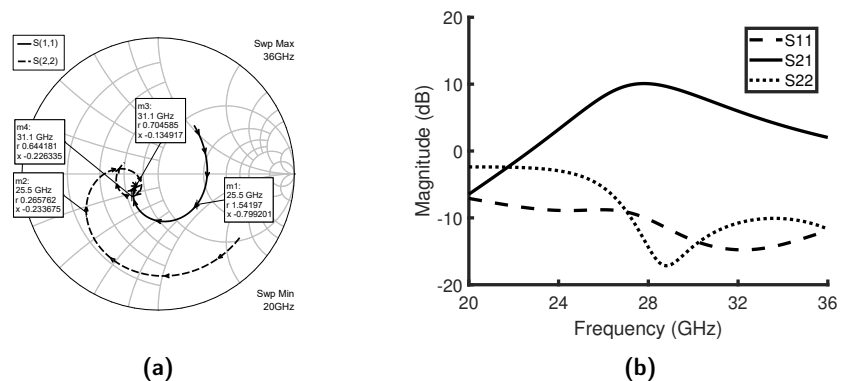 S(1,1)
S(2,2)
Swp Max
36GHz
m3:
31.1 GHz
r 0.704585
x -0.134917
m4:
31.1 GHz
r 0.644181
x -0.226335
m2:
25.5 GHz
r 0.265762
x -0.233675
m1:
25.5 GHz
r 1.54197
x -0.799201
Swp Min
20GHz
(a)
20
10
0
-10
-20
Magnitude (dB)
20 24 28 32 36
Frequency (GHz)
S11
S21
S22
(b)